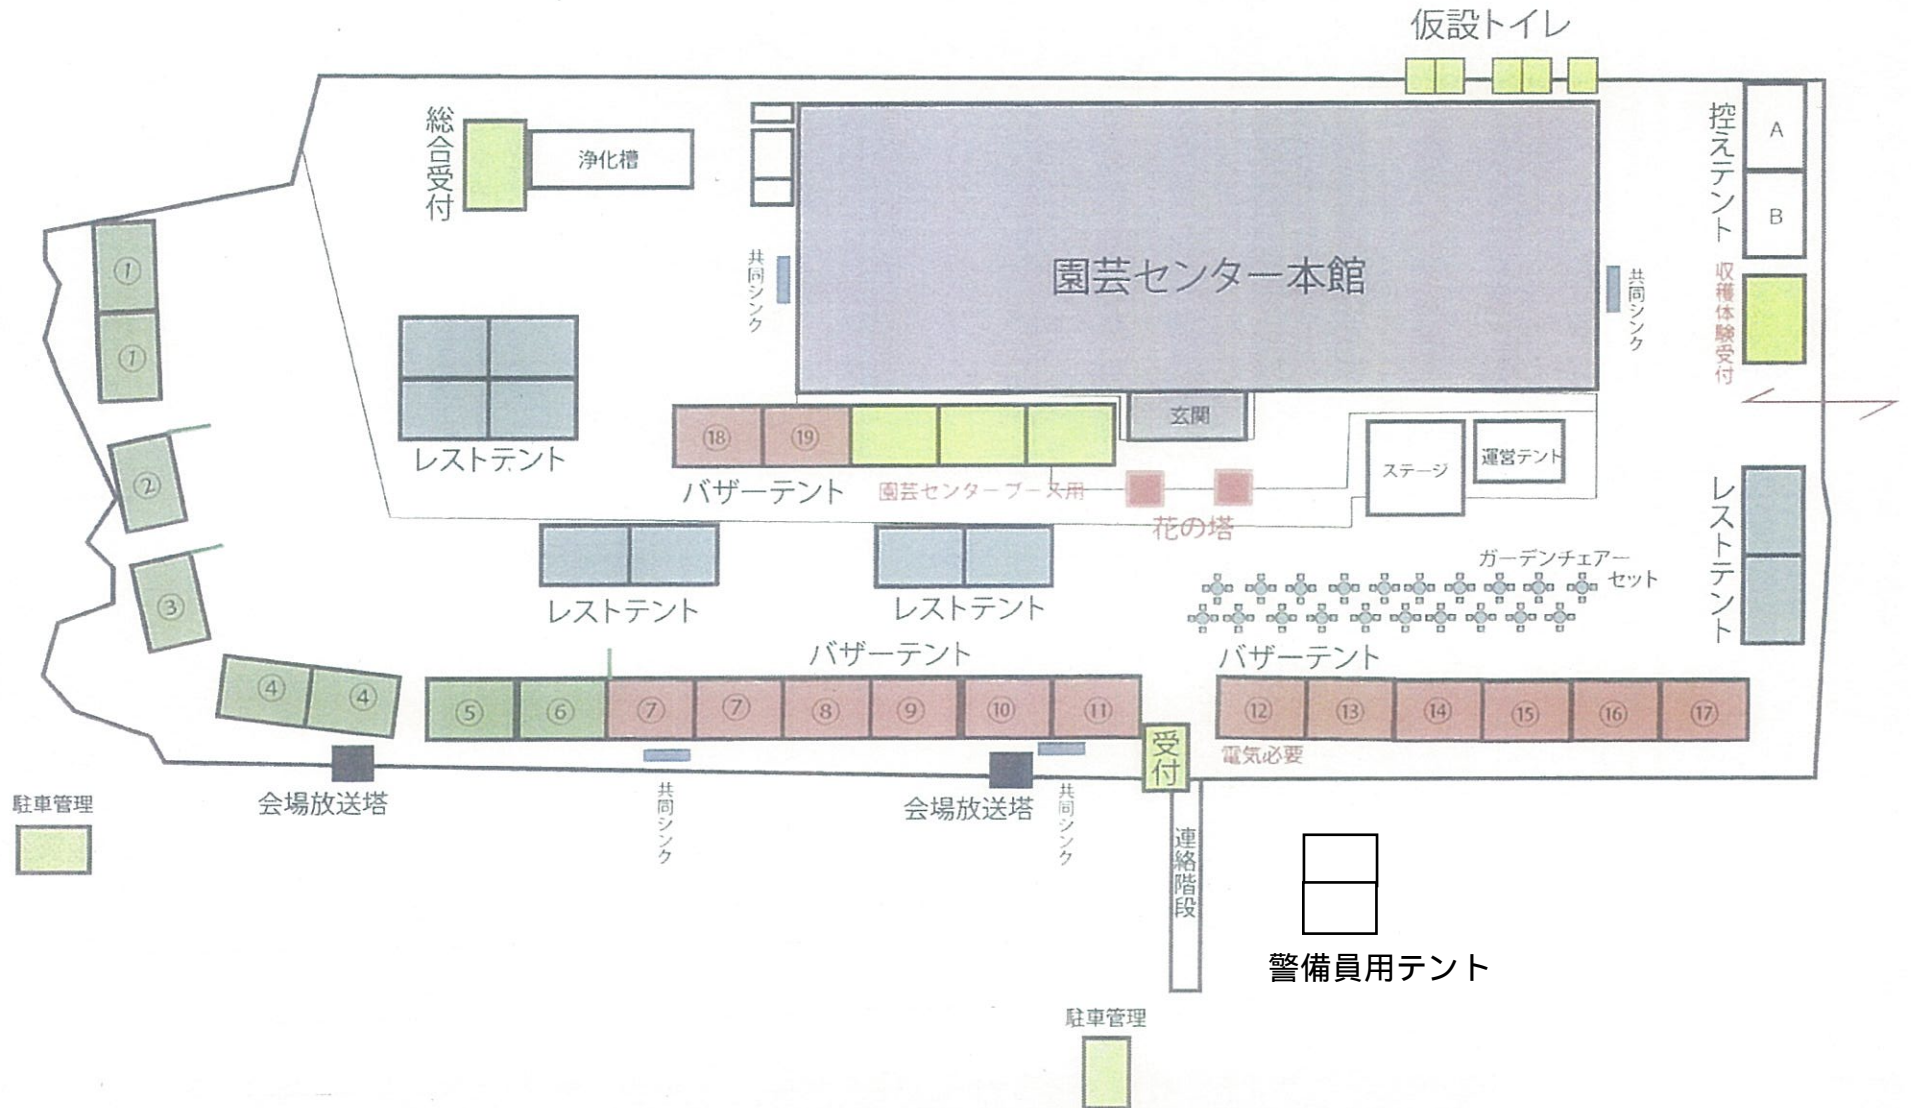 仮設トイレ
総合受付
浄化槽
控えテント
A
B
①
①
共同シンク
園芸センター本館
共同シンク
収穫体験受付
レストテント
⑱
⑲
玄関
ステージ
運営テント
バザーテント
園芸センターブース用
花の塔
②
レストテント
③
レストテント
レストテント
ガーデンチェアー
セット
バザーテント
バザーテント
④
④
⑤
⑥
⑦
⑦
⑧
⑨
⑩
⑪
⑫
⑬
⑭
⑮
⑯
⑰
受付
電気必要
駐車管理
会場放送塔
共同シンク
会場放送塔
共同シンク
連絡階段
警備員用テント
駐車管理